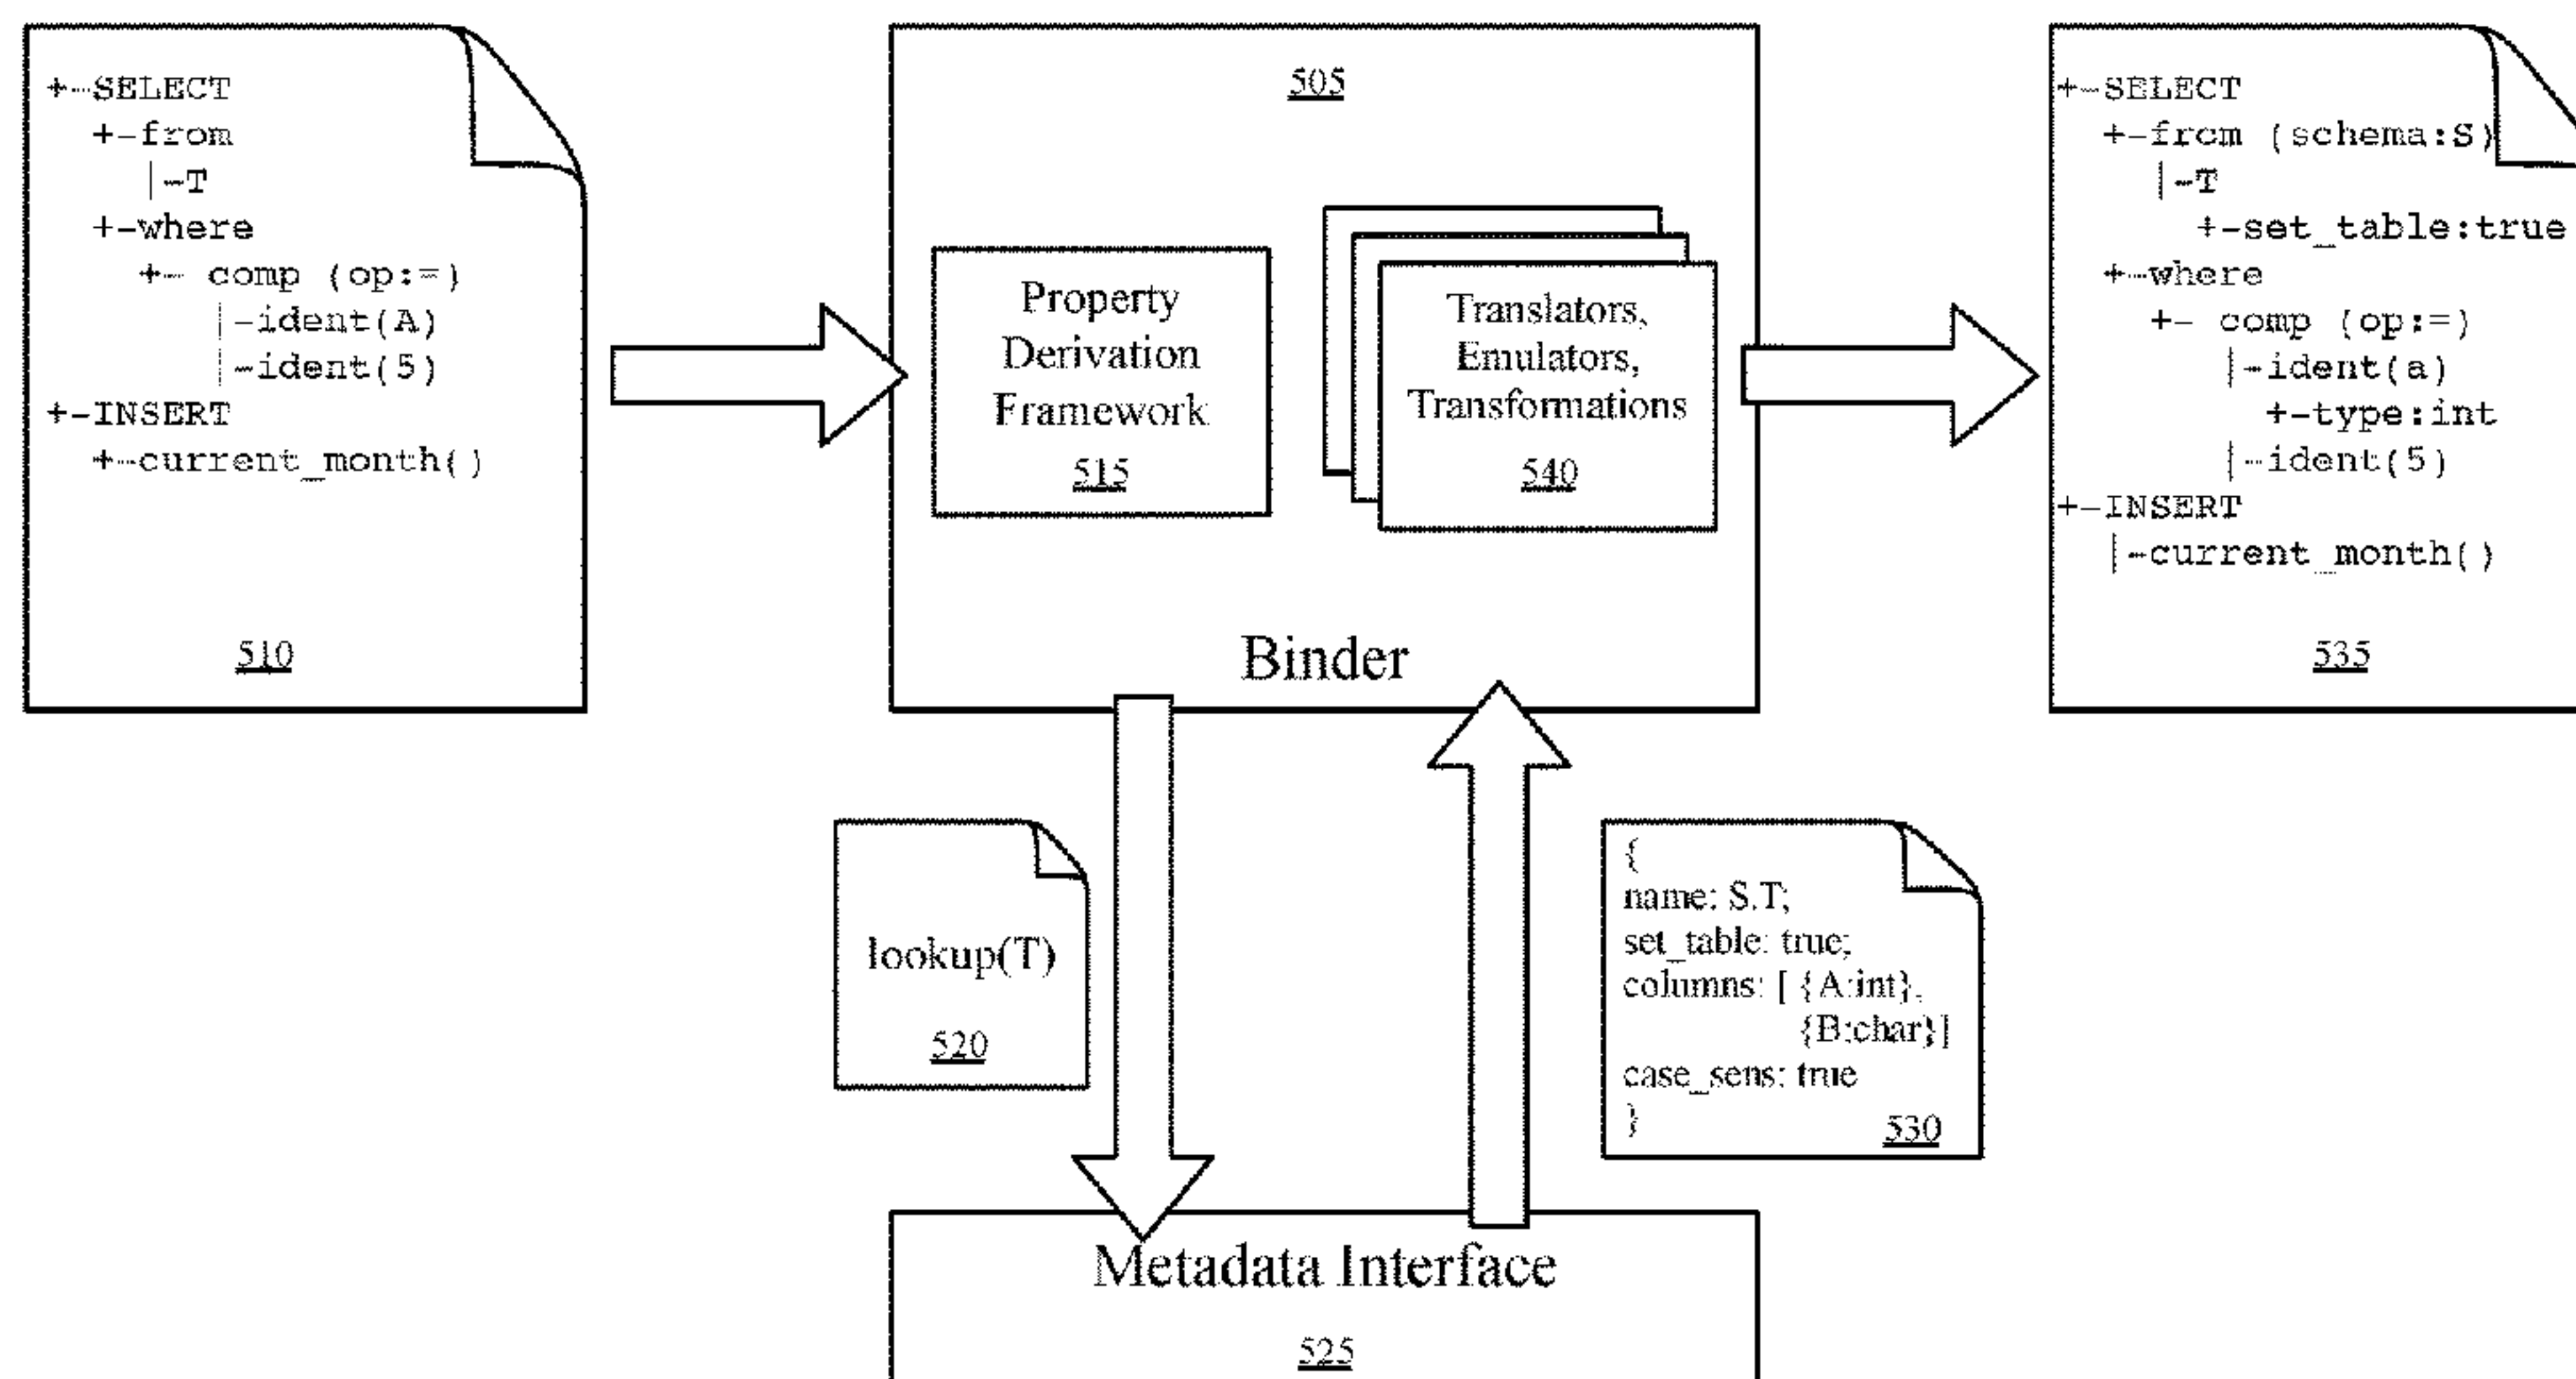 +-SELECT
+-from
|-T
+-where
+- comp (op:=)
|-ident(A)
|-ident(5)
+-INSERT
+-current_month()
510
505
Property
Derivation
Framework
515
Translators,
Emulators,
Transformations
540
Binder
+-SELECT
+-from (schema:S)
|-T
+-set_table:true
+-where
+- comp (op:=)
|-ident(a)
+-type:int
|-ident(5)
+-INSERT
|-current_month()
535
lookup(T)
520
{
name: S.T;
set_table: true;
columns: [ {A:int},
{B:char}]
case_sens: true
}
530
Metadata Interface
525